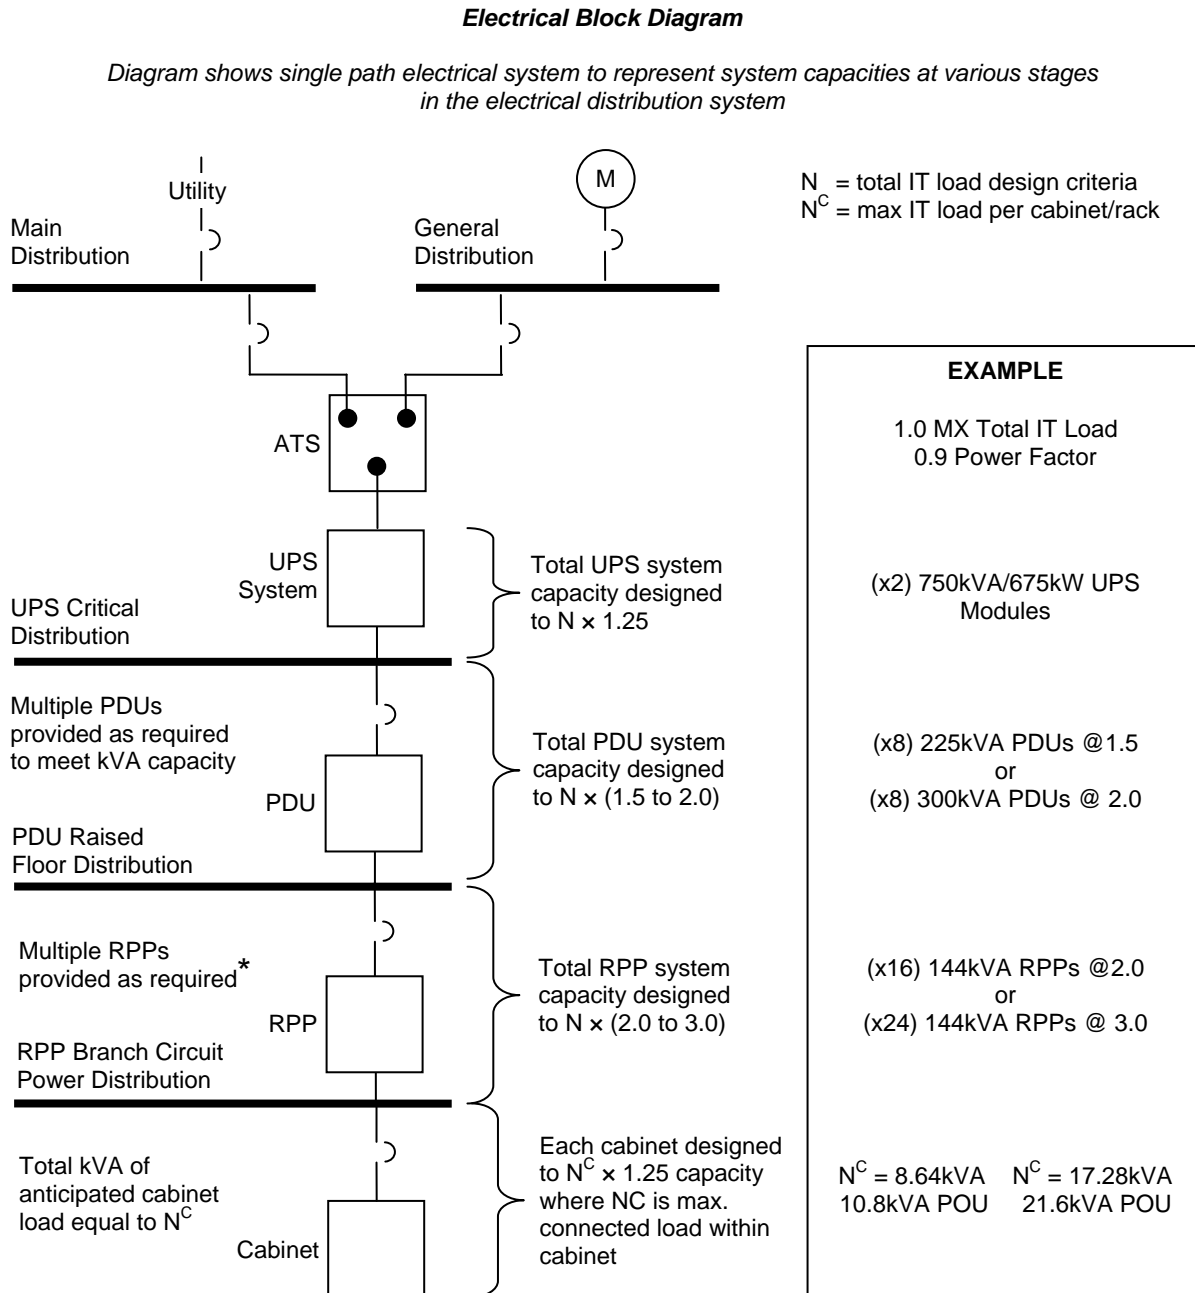 Electrical Block Diagram
Diagram shows single path electrical system to represent system capacities at various stages
in the electrical distribution system
Utility
M
N = total IT load design criteria
N^C = max IT load per cabinet/rack
Main
Distribution
General
Distribution
EXAMPLE
1.0 MX Total IT Load
0.9 Power Factor
ATS
UPS
System
Total UPS system
capacity designed
to N × 1.25
(x2) 750kVA/675kW UPS
Modules
UPS Critical
Distribution
Multiple PDUs
provided as required
to meet kVA capacity
PDU
Total PDU system
capacity designed
to N × (1.5 to 2.0)
(x8) 225kVA PDUs @1.5
or
(x8) 300kVA PDUs @ 2.0
PDU Raised
Floor Distribution
Multiple RPPs
provided as required*
RPP
Total RPP system
capacity designed
to N × (2.0 to 3.0)
(x16) 144kVA RPPs @2.0
or
(x24) 144kVA RPPs @ 3.0
RPP Branch Circuit
Power Distribution
Total kVA of
anticipated cabinet
load equal to N^C
Cabinet
Each cabinet designed
to N^C × 1.25 capacity
where NC is max.
connected load within
cabinet
N^C = 8.64kVA N^C = 17.28kVA
10.8kVA POU 21.6kVA POU